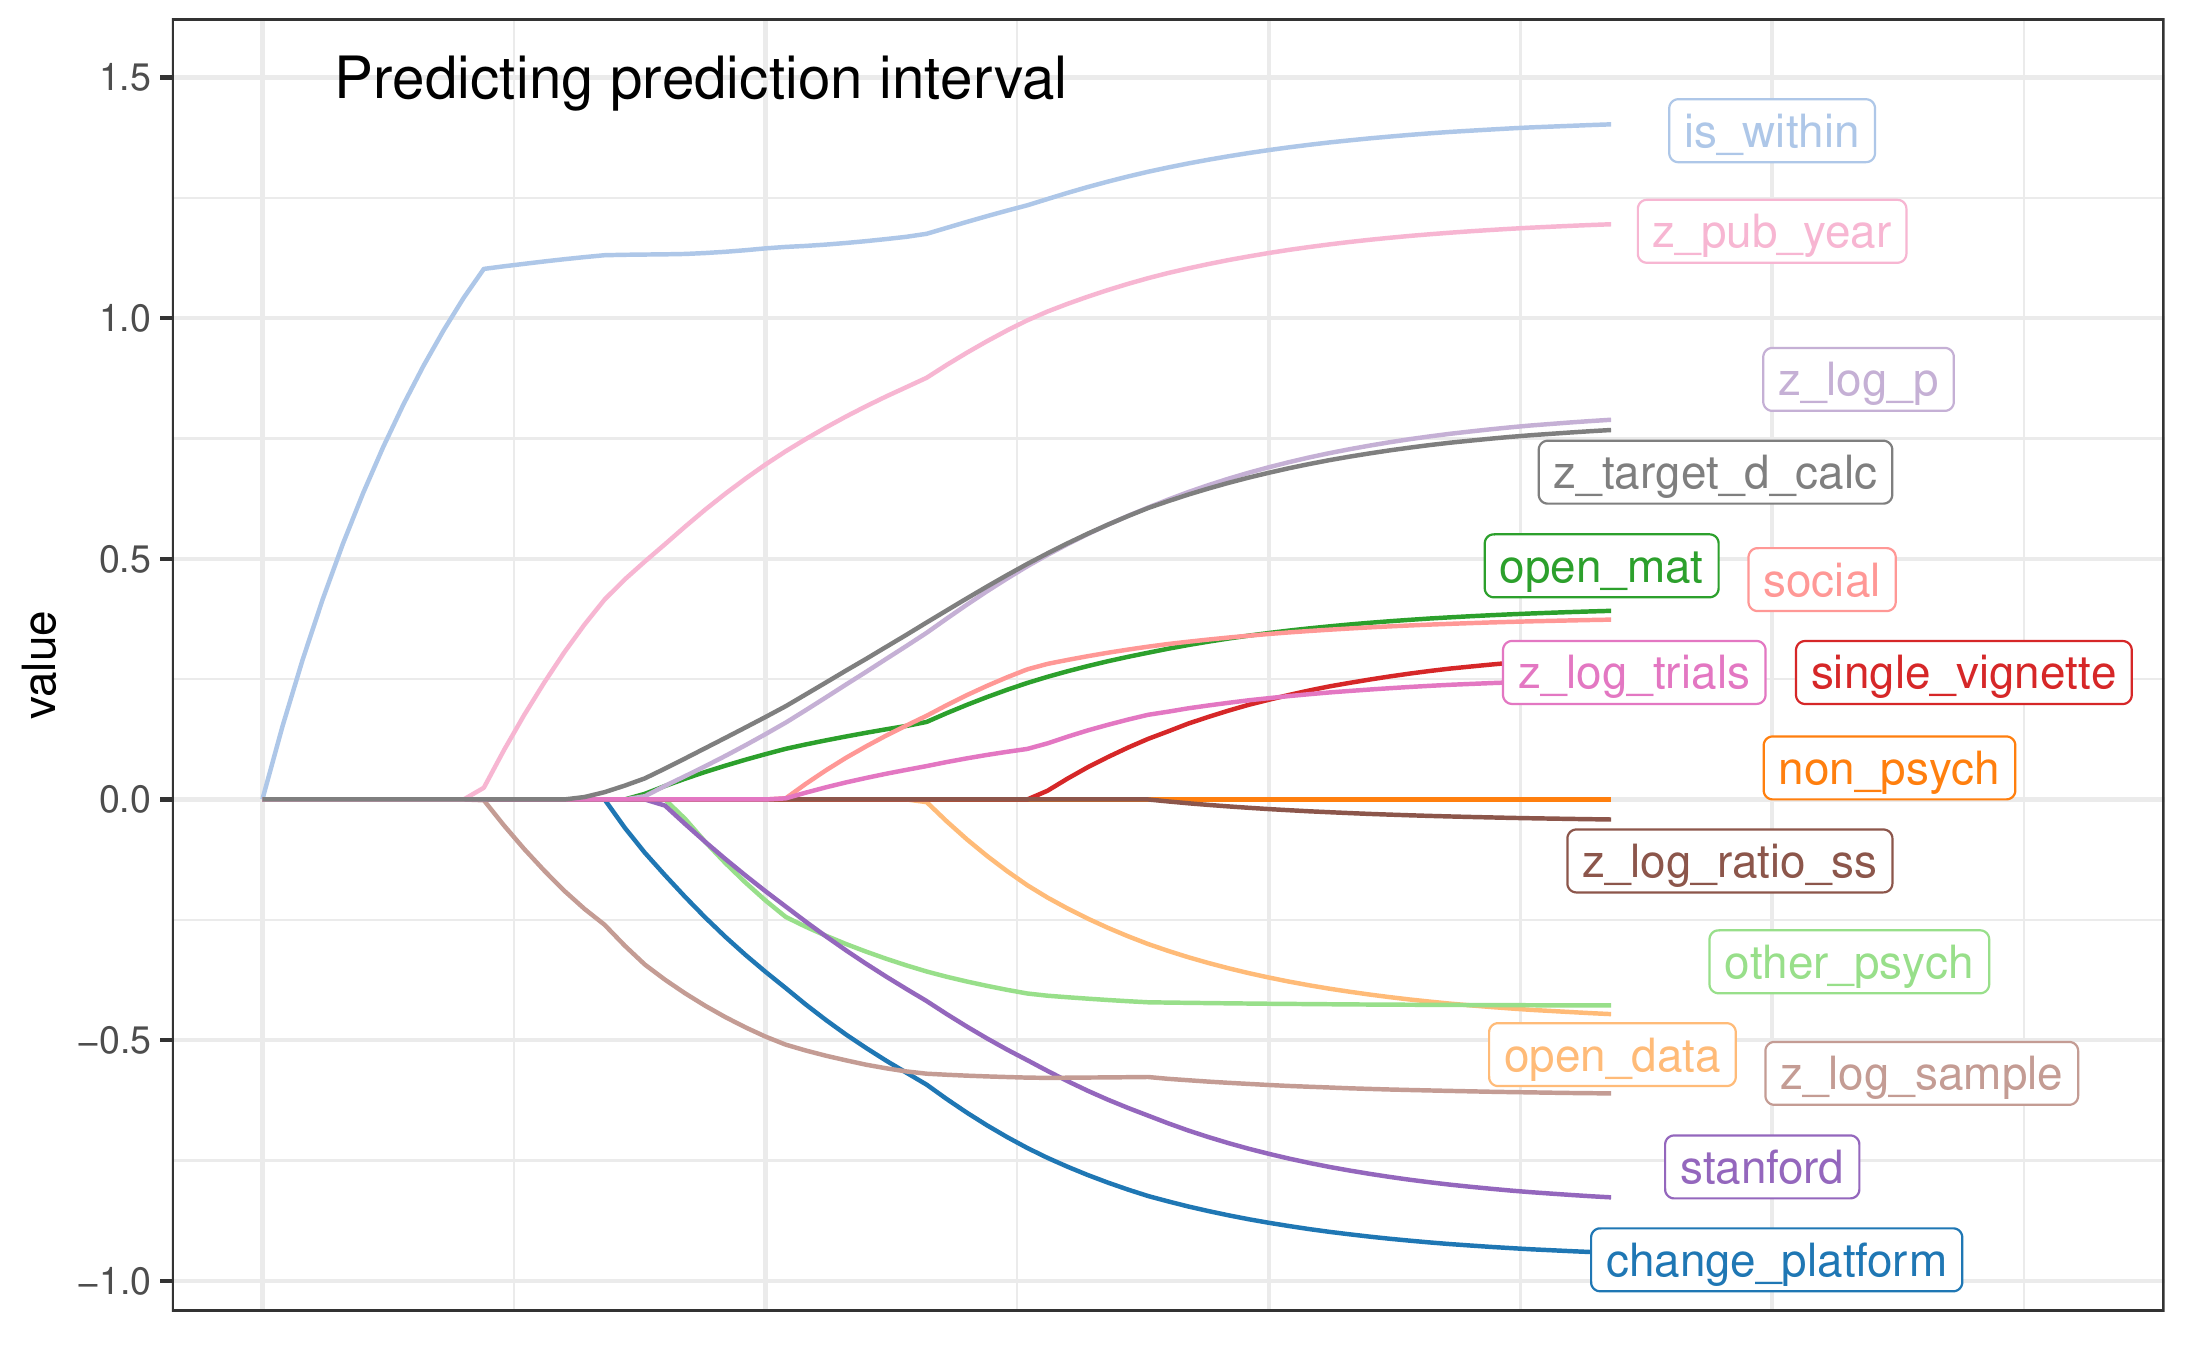 Predicting prediction interval
1.5
1.0
0.5
0.0
−0.5
−1.0
value
is_within
z_pub_year
z_log_p
z_target_d_calc
open_mat
social
z_log_trials
single_vignette
non_psych
z_log_ratio_ss
other_psych
open_data
z_log_sample
stanford
change_platform